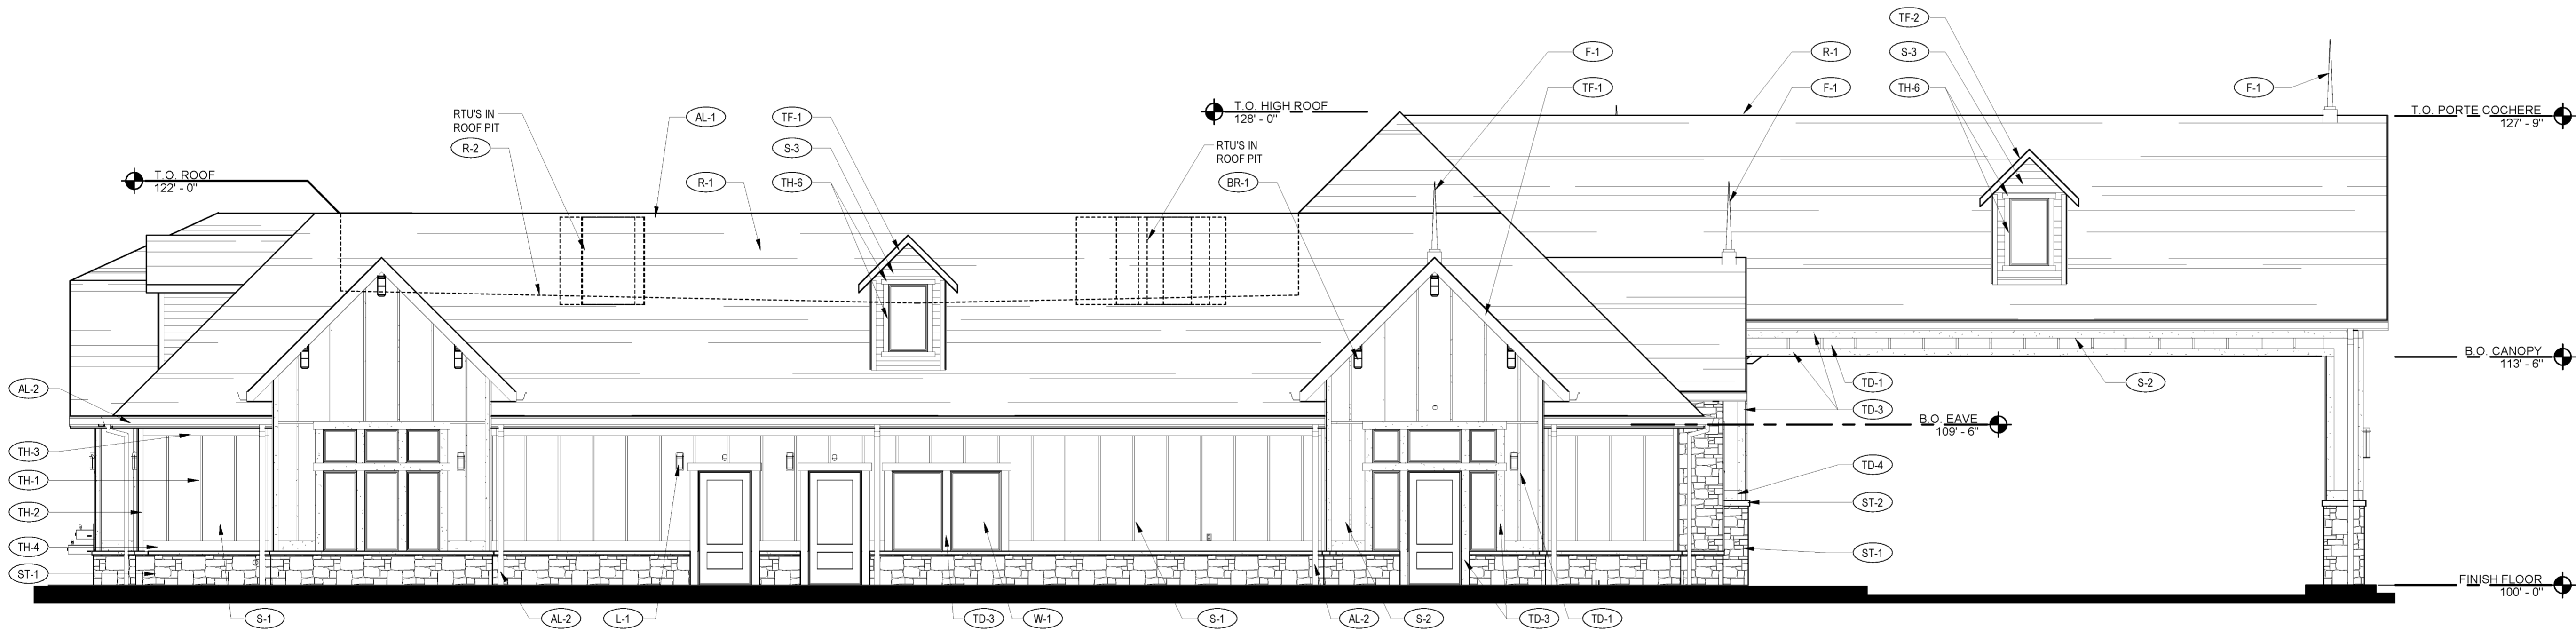 TF-2
F-1
R-1
S-3
F-1
TF-1
F-1
TH-6
T.O. HIGH ROOF
128' - 0"
T.O. PORTE COCHERE
127' - 9"
RTU'S IN
ROOF PIT
AL-1
TF-1
R-2
S-3
RTU'S IN
ROOF PIT
T.O. ROOF
122' - 0"
R-1
TH-6
BR-1
B.O. CANOPY
113' - 6"
AL-2
TD-1
S-2
TD-3
B.O. EAVE
109' - 6"
TH-3
TD-4
TH-1
ST-2
TH-2
TH-4
ST-1
ST-1
FINISH FLOOR
100' - 0"
S-1
AL-2
L-1
TD-3
W-1
S-1
AL-2
S-2
TD-3
TD-1